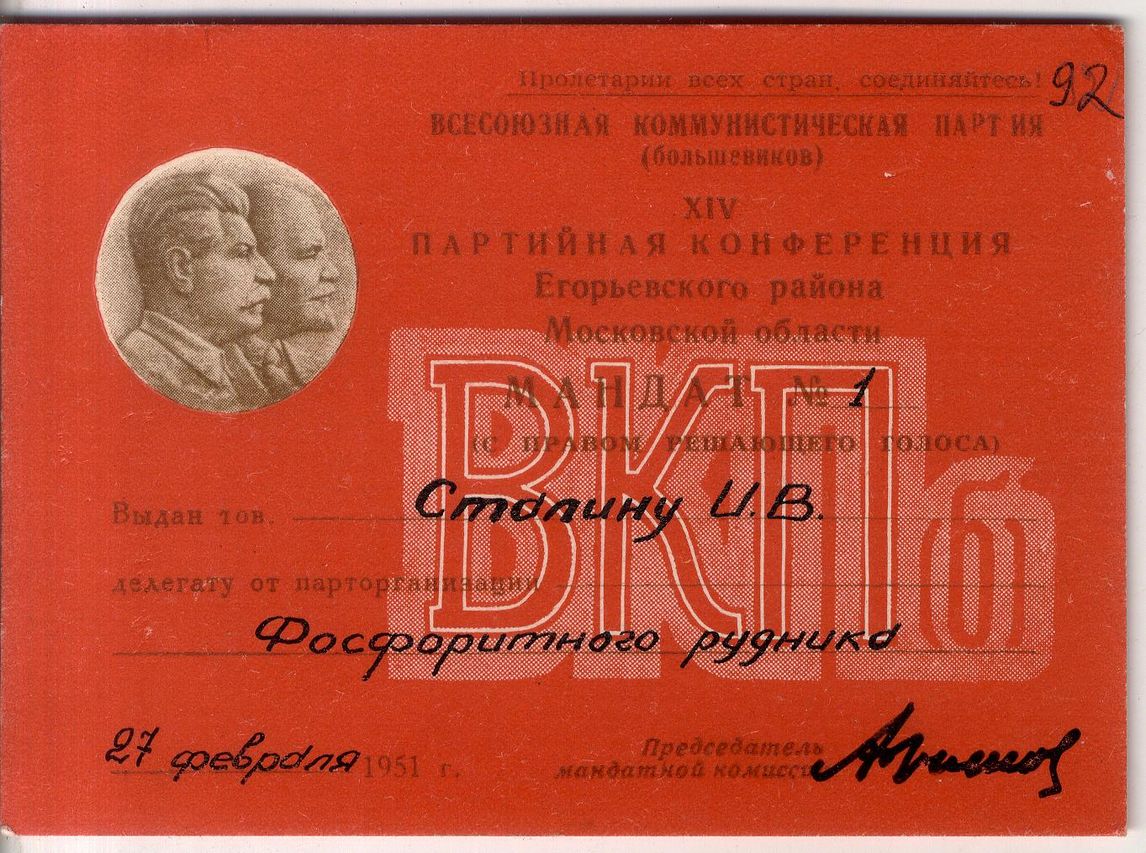 Пролетарии всех стран, соединяйтесь! 92
ВСЕСОЮЗНАЯ КОММУНИСТИЧЕСКАЯ ПАРТИЯ
(большевиков)
XIV
ПАРТИЙНАЯ КОНФЕРЕНЦИЯ
Егорьевского района
Московской области
МАНДАТ № 1
(С ПРАВОМ РЕШАЮЩЕГО ГОЛОСА)
ВКПб
Выдан тов. Сталину И.В.
делегату от парторганизации
Фосфоритного рудника
27 февраля 1951 г.
Председатель
мандатной комиссии